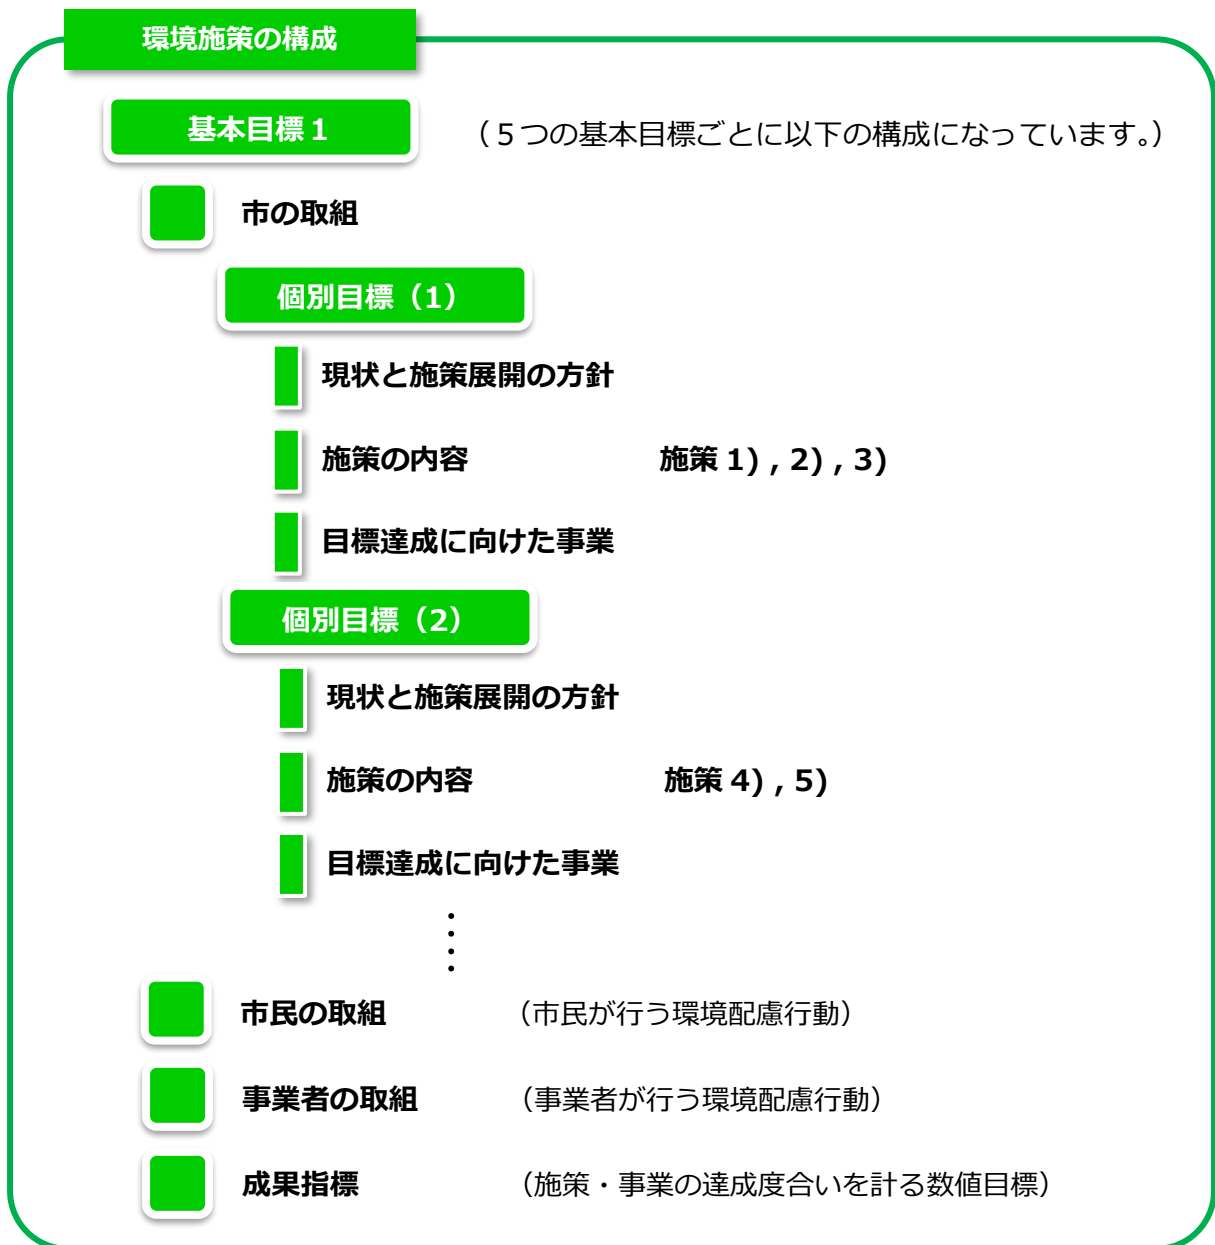 環境施策の構成
基本目標１ （５つの基本目標ごとに以下の構成になっています。）
市の取組
個別目標（1）
現状と施策展開の方針
施策の内容 施策 1) , 2) , 3)
目標達成に向けた事業
個別目標（2）
現状と施策展開の方針
施策の内容 施策 4) , 5)
目標達成に向けた事業
・・・・
市民の取組 （市民が行う環境配慮行動）
事業者の取組 （事業者が行う環境配慮行動）
成果指標 （施策・事業の達成度合いを計る数値目標）